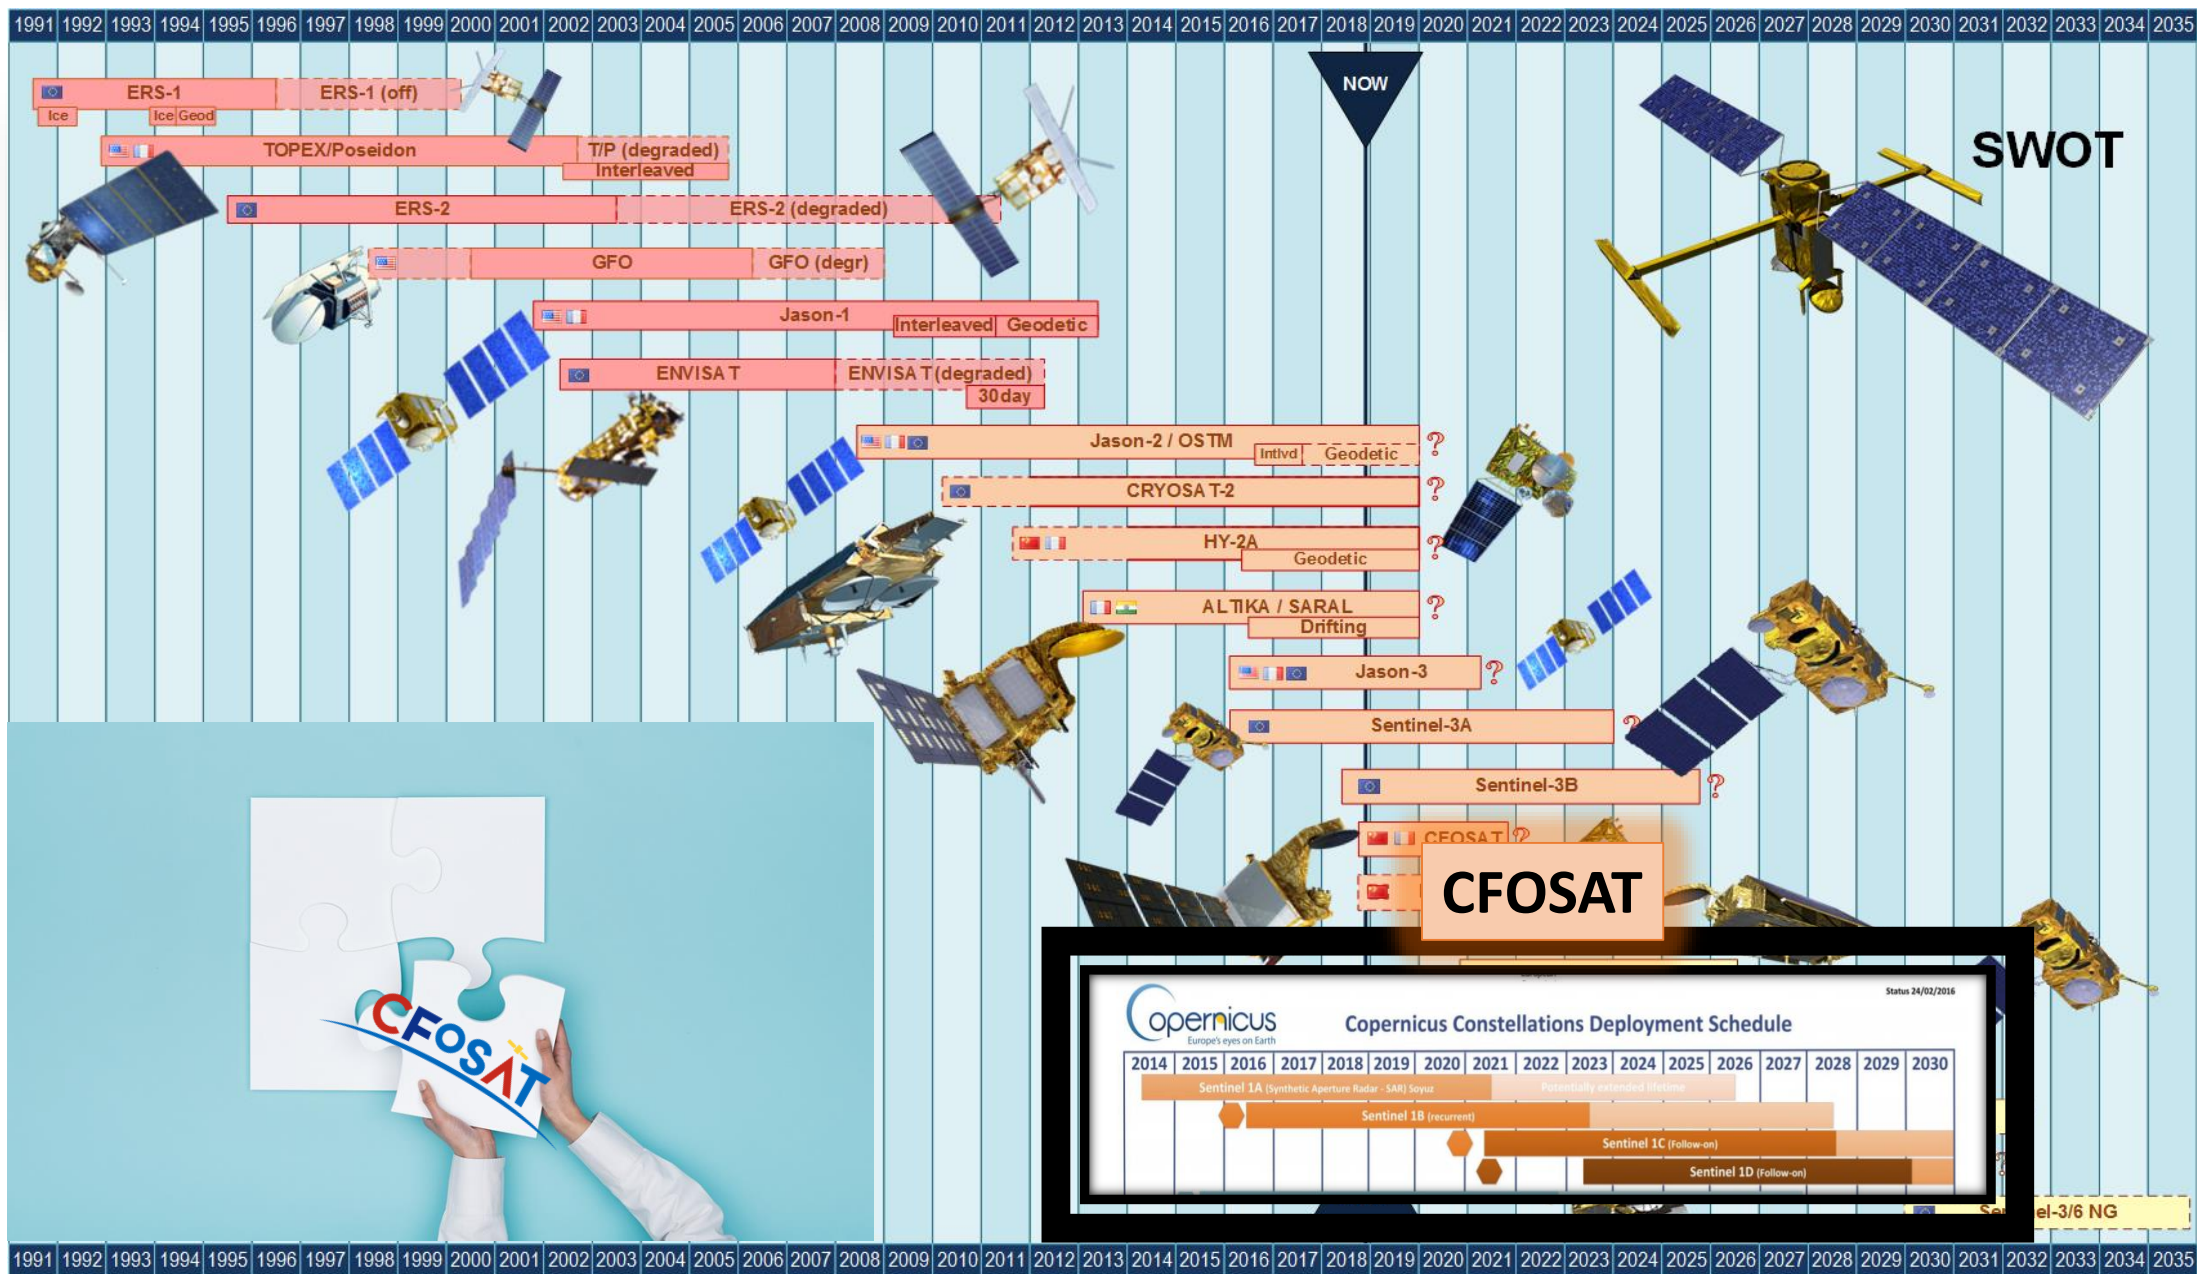 1991 1992 1993 1994 1995 1996 1997 1998 1999 2000 2001 2002 2003 2004 2005 2006 2007 2008 2009 2010 2011 2012 2013 2014 2015 2016 2017 2018 2019 2020 2021 2022 2023 2024 2025 2026 2027 2028 2029 2030 2031 2032 2033 2034 2035
NOW
SWOT
ERS-1 ERS-1 (off)
Ice Ice Geod
TOPEX/Poseidon T/P (degraded)
Interleaved
ERS-2 ERS-2 (degraded)
GFO GFO (degr)
Jason-1
Interleaved Geodetic
ENVISAT ENVISAT(degraded)
30day
Jason-2 / OSTM ?
Intlvd Geodetic
CRYOSAT-2 ?
HY-2A ?
Geodetic
ALTIKA / SARAL ?
Drifting
Jason-3 ?
Sentinel-3A ?
Sentinel-3B ?
CFOSAT ?
CFOSAT
CFOSAT
Copernicus
Europe's eyes on Earth
Status 24/02/2016
Copernicus Constellations Deployment Schedule
2014 2015 2016 2017 2018 2019 2020 2021 2022 2023 2024 2025 2026 2027 2028 2029 2030
Sentinel 1A (Synthetic Aperture Radar - SAR) Soyuz Potentially extended lifetime
Sentinel 1B (recurrent)
Sentinel 1C (Follow-on)
Sentinel 1D (Follow-on)
Se el-3/6 NG
1991 1992 1993 1994 1995 1996 1997 1998 1999 2000 2001 2002 2003 2004 2005 2006 2007 2008 2009 2010 2011 2012 2013 2014 2015 2016 2017 2018 2019 2020 2021 2022 2023 2024 2025 2026 2027 2028 2029 2030 2031 2032 2033 2034 2035